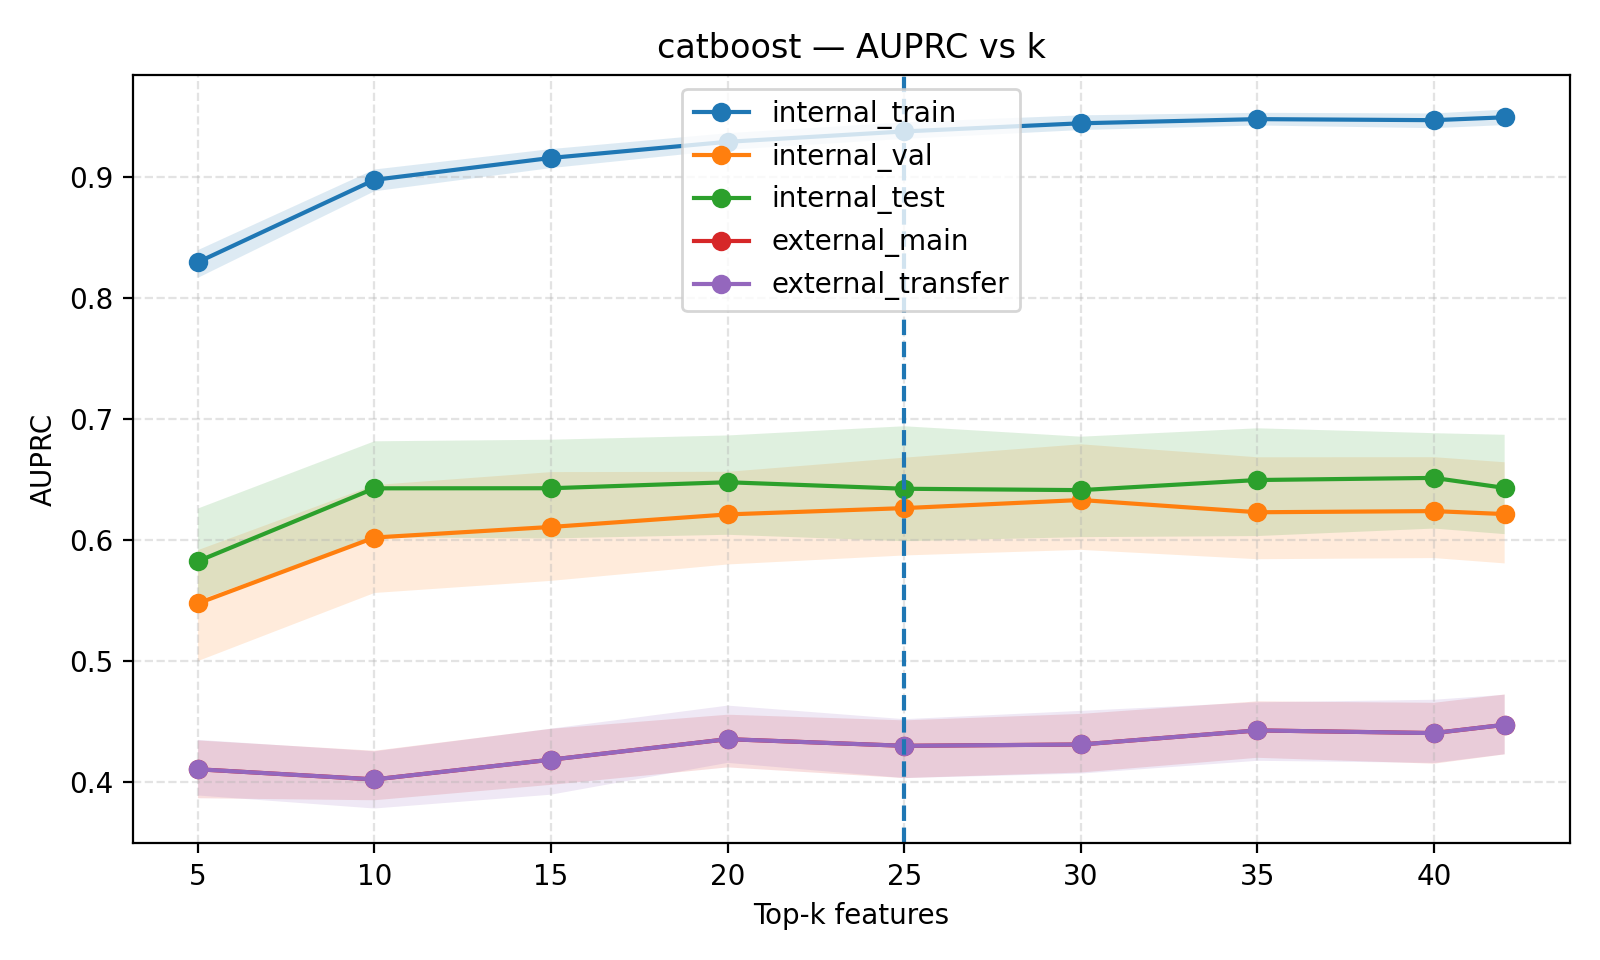 catboost — AUPRC vs k
internal_train
internal_val
internal_test
external_main
external_transfer
AUPRC
0.9
0.8
0.7
0.6
0.5
0.4
5 10 15 20 25 30 35 40
Top-k features